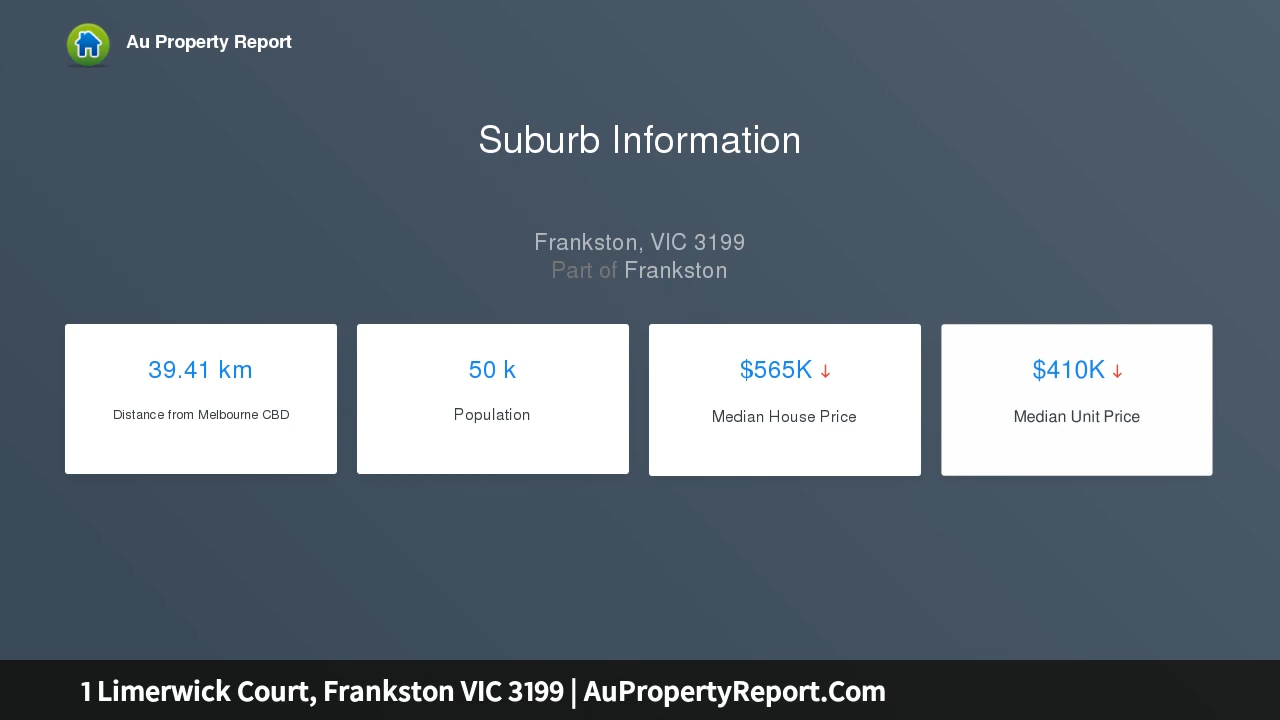 Au Property Report
Suburb Information
Frankston, VIC 3199
Part of Frankston
39.41 km
Distance from Melbourne CBD
50 k
Population
$565K ↓
Median House Price
$410K ↓
Median Unit Price
1 Limerwick Court, Frankston VIC 3199 | AuPropertyReport.Com